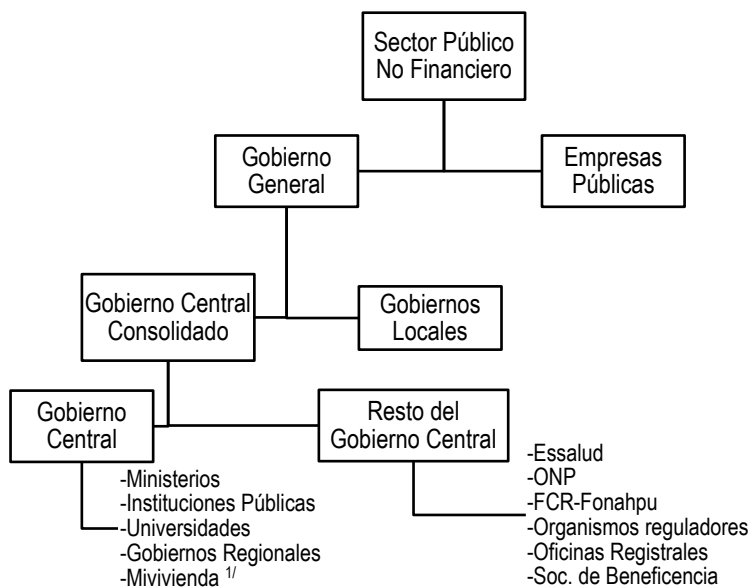 Sector Público
No Financiero
Gobierno
General
Empresas
Públicas
Gobierno Central
Consolidado
Gobiernos
Locales
Gobierno
Central
Resto del
Gobierno Central
-Ministerios
-Instituciones Públicas
-Universidades
-Gobiernos Regionales
-Mivivienda 1/
-Essalud
-ONP
-FCR-Fonahpu
-Organismos reguladores
-Oficinas Registrales
-Soc. de Beneficencia